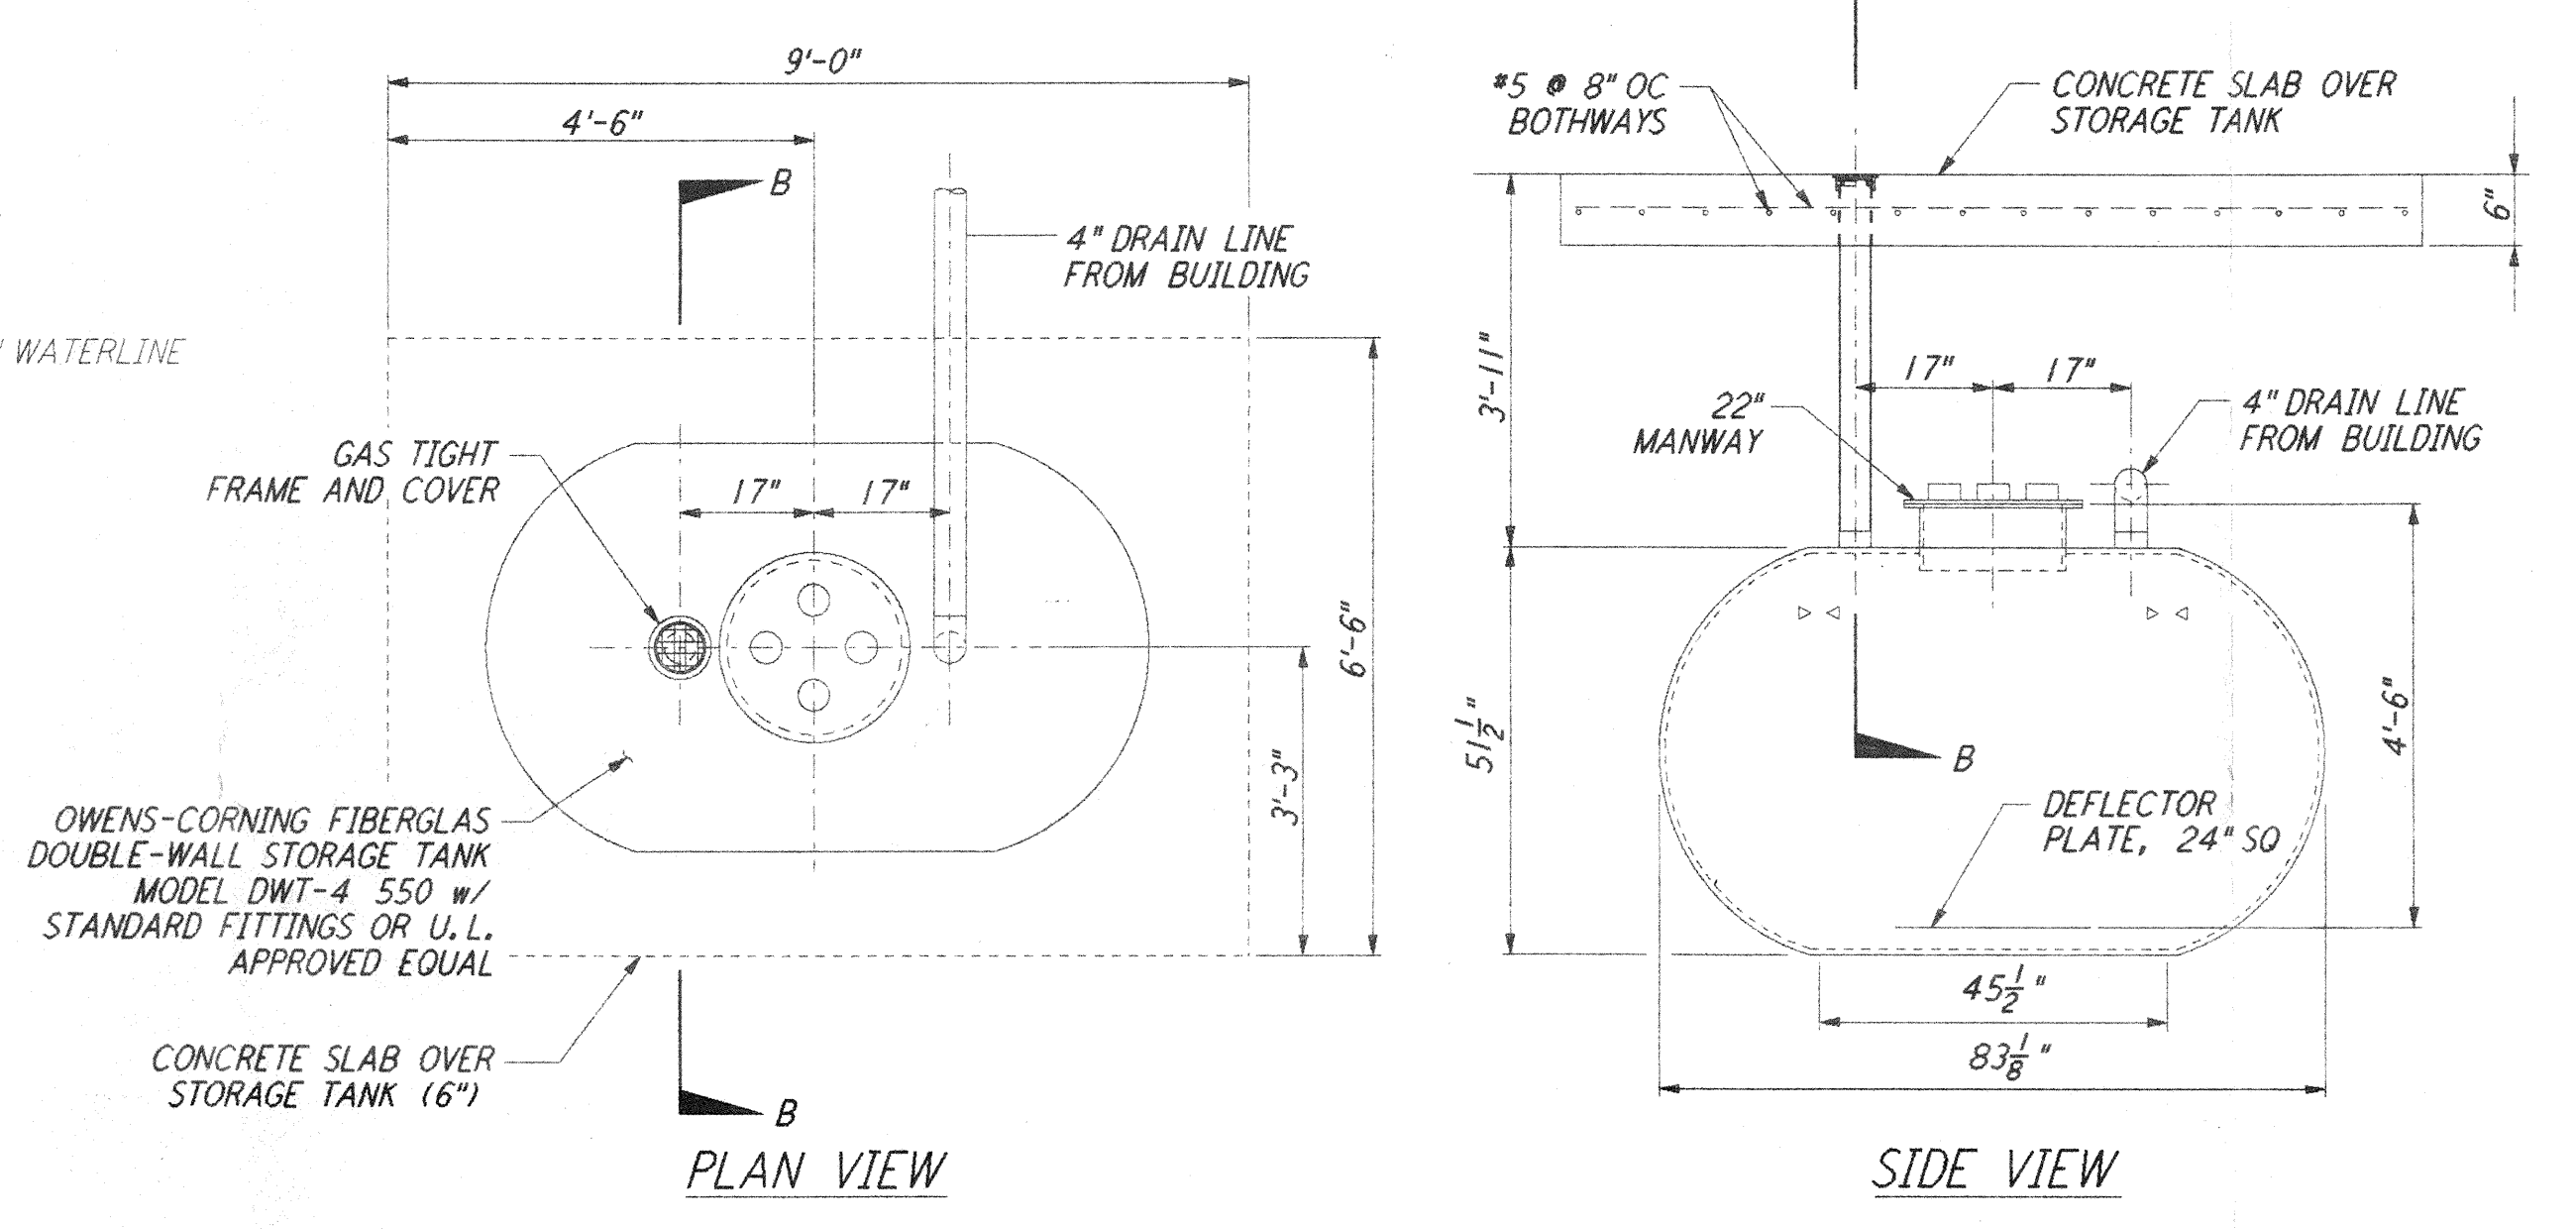 9'-0"
4'-6"
B
4" DRAIN LINE
FROM BUILDING
WATERLINE
GAS TIGHT
FRAME AND COVER
17"
17"
6'-6"
3'-3"
OWENS-CORNING FIBERGLAS
DOUBLE-WALL STORAGE TANK
MODEL DWT-4 550 w/
STANDARD FITTINGS OR U.L.
APPROVED EQUAL
CONCRETE SLAB OVER
STORAGE TANK (6")
B
PLAN VIEW
#5 @ 8" OC
BOTHWAYS
CONCRETE SLAB OVER
STORAGE TANK
6"
3'-11"
17"
17"
22"
MANWAY
4" DRAIN LINE
FROM BUILDING
51 1/2"
B
4'-6"
DEFLECTOR
PLATE, 24" SQ
45 1/2"
83 1/8"
SIDE VIEW